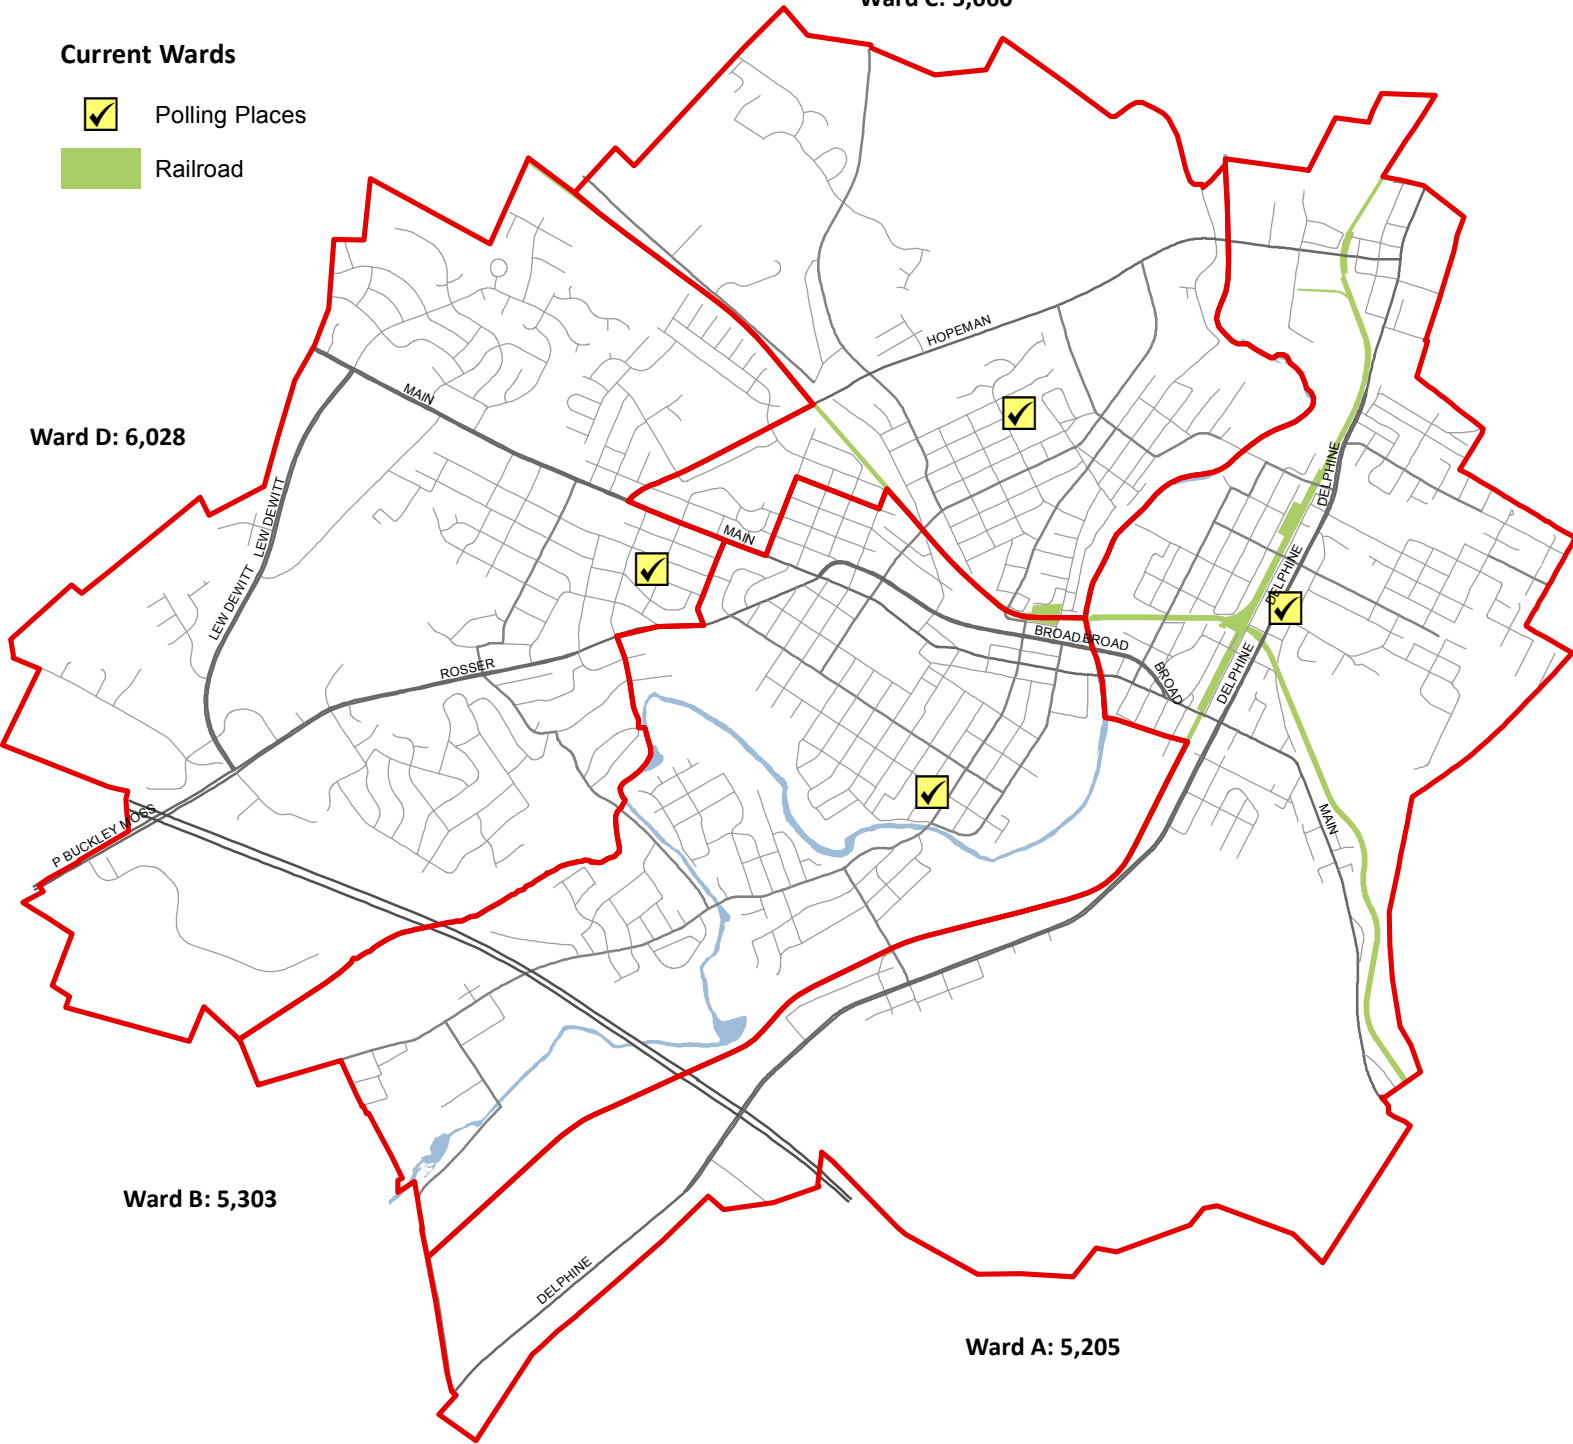 Current Wards
Polling Places
Railroad
HOPEMAN
MAIN
Ward D: 6,028
DELPHINE
LEW DEWITT
MAIN
DELPHINE
LEW DEWITT
BROAD
BROAD
ROSSER
BROAD
DELPHINE
P BUCKLEY MOSS
MAIN
Ward B: 5,303
DELPHINE
Ward A: 5,205